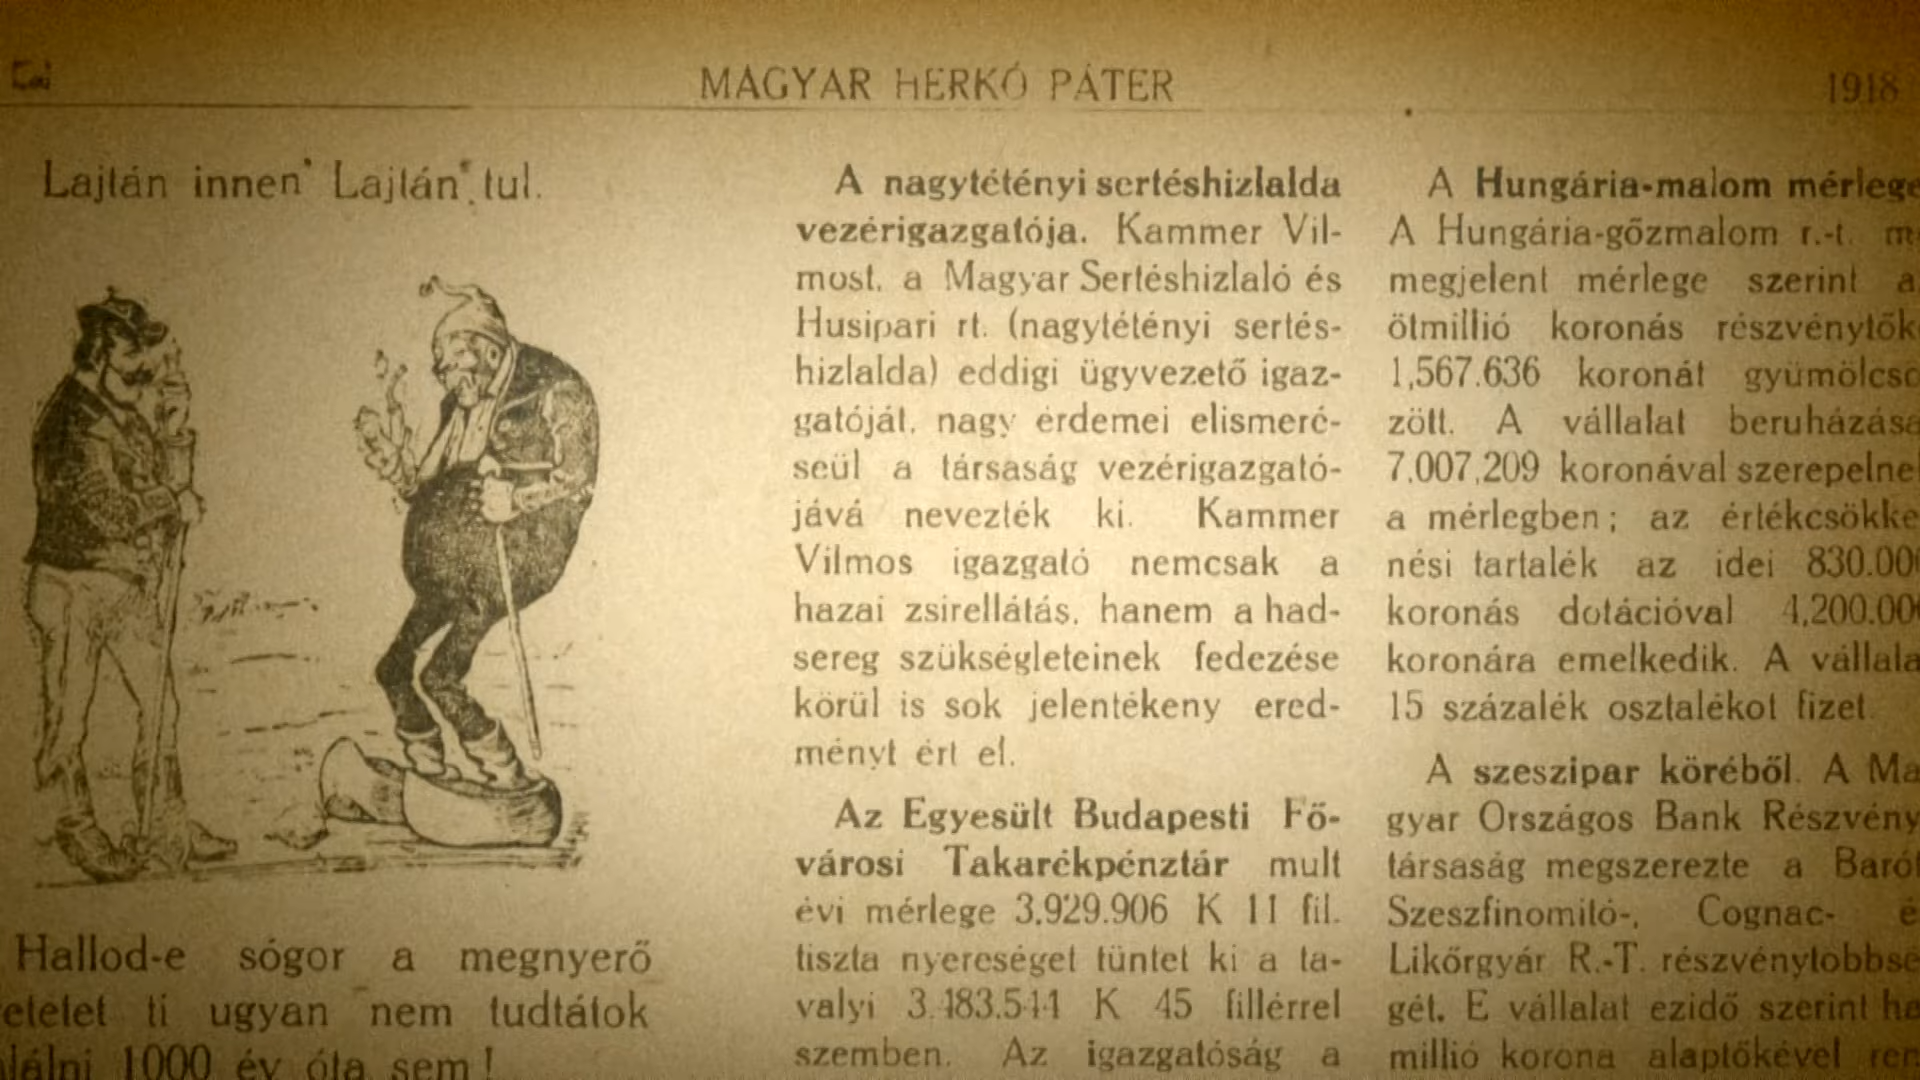 MAGYAR HERKÓ PÁTER
1918
Lajtán innen Lajtán tul.
Hallod-e sógor a megnyerő
ti ugyan nem tudtátok
1000 év óta sem!
A nagytétényi sertéshizlalda
vezérigazgatója. Kammer Vil-
most, a Magyar Sertéshizlaló és
Husipari rt. (nagytétényi sertés-
hizlalda) eddigi ügyvezető igaz-
gatóját, nagy érdemei elismeré-
seül a társaság vezérigazgató-
jává nevezték ki. Kammer
Vilmos igazgató nemcsak a
hazai zsirellátás, hanem a had-
sereg szükségleteinek fedezése
körül is sok jelentékeny ered-
ményt ért el.
Az Egyesült Budapesti Fő-
városi Takarékpénztár mult
évi mérlege 3,929.906 K 11 fil.
tiszta nyereséget tüntet ki a ta-
valyi 3.483.544 K 45 fillérrel
szemben. Az igazgatóság a
A Hungária-malom mérlege
A Hungária-gőzmalom r.-t.
megjelent mérlege szerint
ötmillió koronás részvénytők
1,567.636 koronát gyümölcsö
zött. A vállalat beruházása
7.007,209 koronával szerepelne
a mérlegben; az értékcsökke
nési tartalék az idei 830.00
koronás dotációval 4,200.00
koronára emelkedik. A vállala
15 százalék osztalékot fizet.
A szeszipar köréből. A Ma
gyar Országos Bank Részvény
társaság megszerezte a Barót
Szeszfinomitó-, Cognac- é
Likőrgyár R.-T. részvénytöbbsé
gét. E vállalat ezidő szerint
millió korona alaptőkével ren